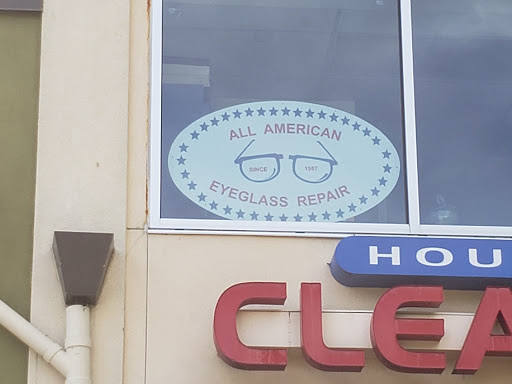 ALL AMERICAN
SINCE 1987
EYEGLASS REPAIR
HOU
CLEA